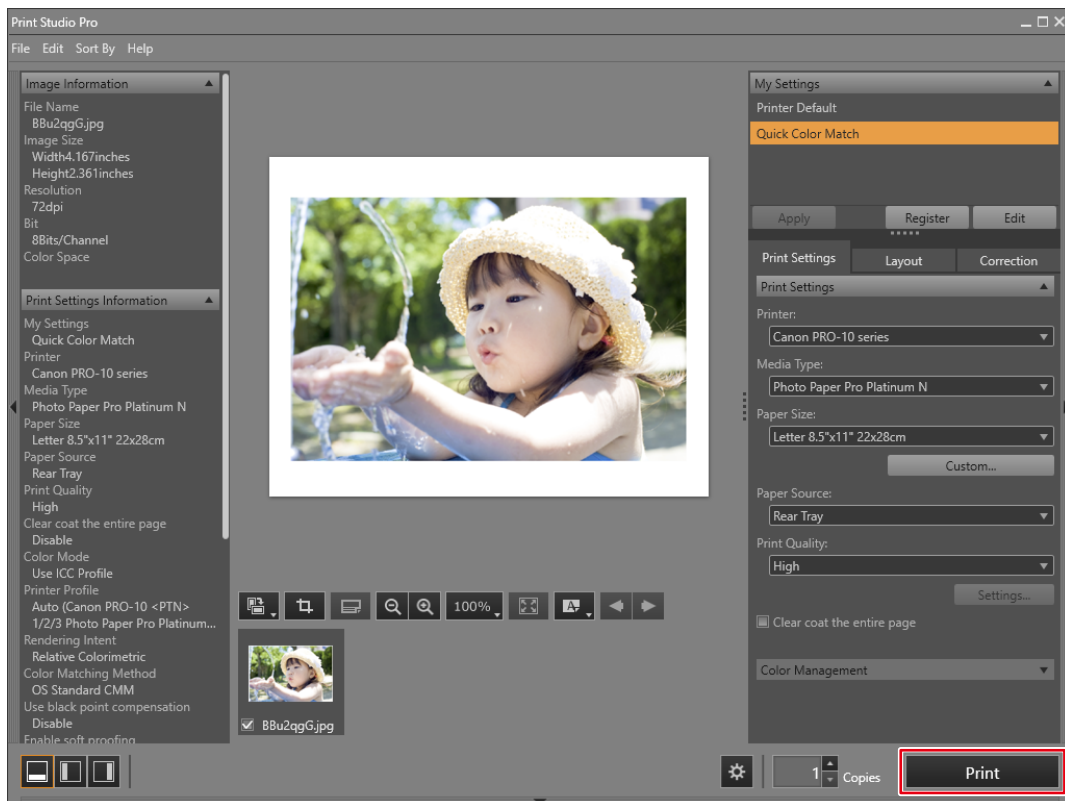 Print Studio Pro
File Edit Sort By Help
Image Information
File Name
BBu2qgG.jpg
Image Size
Width4.167inches
Height2.361inches
Resolution
72dpi
Bit
8Bits/Channel
Color Space
Print Settings Information
My Settings
Quick Color Match
Printer
Canon PRO-10 series
Media Type
Photo Paper Pro Platinum N
Paper Size
Letter 8.5"x11" 22x28cm
Paper Source
Rear Tray
Print Quality
High
Clear coat the entire page
Disable
Color Mode
Use ICC Profile
Printer Profile
Auto (Canon PRO-10 <PTN>
1/2/3 Photo Paper Pro Platinum...
Rendering Intent
Relative Colorimetric
Color Matching Method
OS Standard CMM
Use black point compensation
Disable
Enable soft proofing
100%
A
BBu2qgG.jpg
My Settings
Printer Default
Quick Color Match
Apply Register Edit
Print Settings Layout Correction
Print Settings
Printer:
Canon PRO-10 series
Media Type:
Photo Paper Pro Platinum N
Paper Size:
Letter 8.5"x11" 22x28cm
Custom...
Paper Source:
Rear Tray
Print Quality:
High
Settings...
Clear coat the entire page
Color Management
1 Copies
Print